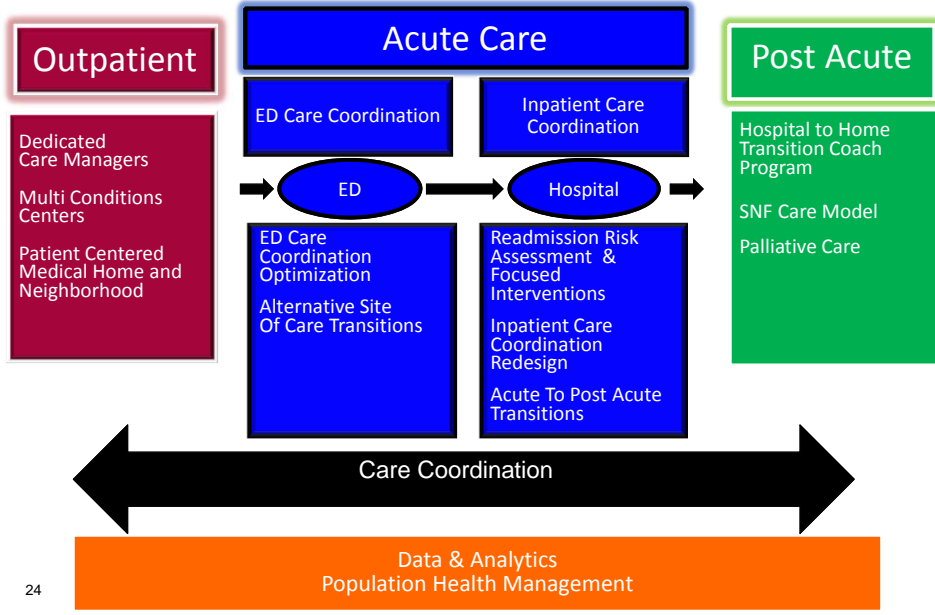 Outpatient
Dedicated
Care Managers
Multi Conditions
Centers
Patient Centered
Medical Home and
Neighborhood
Acute Care
ED Care Coordination
Inpatient Care
Coordination
ED
Hospital
ED Care
Coordination
Optimization
Alternative Site
Of Care Transitions
Readmission Risk
Assessment &
Focused
Interventions
Inpatient Care
Coordination
Redesign
Acute To Post Acute
Transitions
Post Acute
Hospital to Home
Transition Coach
Program
SNF Care Model
Palliative Care
Care Coordination
Data & Analytics
Population Health Management
24